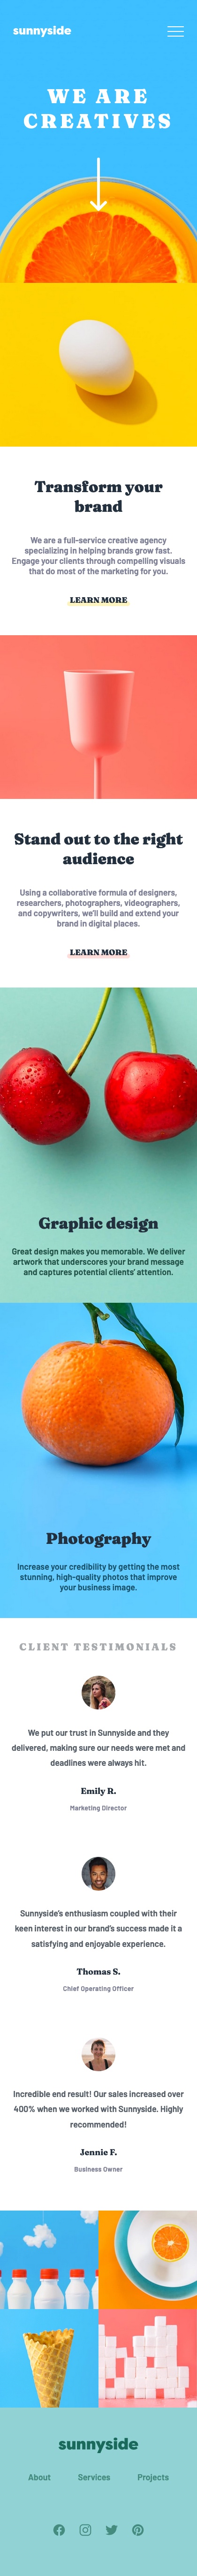 sunnyside
WE ARE
CREATIVES
Transform your
brand
We are a full-service creative agency
specializing in helping brands grow fast.
Engage your clients through compelling visuals
that do most of the marketing for you.
LEARN MORE
Stand out to the right
audience
Using a collaborative formula of designers,
researchers, photographers, videographers,
and copywriters, we'll build and extend your
brand in digital places.
LEARN MORE
Graphic design
Great design makes you memorable. We deliver
artwork that underscores your brand message
and captures potential clients' attention.
Photography
Increase your credibility by getting the most
stunning, high-quality photos that improve
your business image.
CLIENT TESTIMONIALS
We put our trust in Sunnyside and they
delivered, making sure our needs were met and
deadlines were always hit.
Emily R.
Marketing Director
Sunnyside's enthusiasm coupled with their
keen interest in our brand's success made it a
satisfying and enjoyable experience.
Thomas S.
Chief Operating Officer
Incredible end result! Our sales increased over
400% when we worked with Sunnyside. Highly
recommended!
Jennie F.
Business Owner
sunnyside
About Services Projects